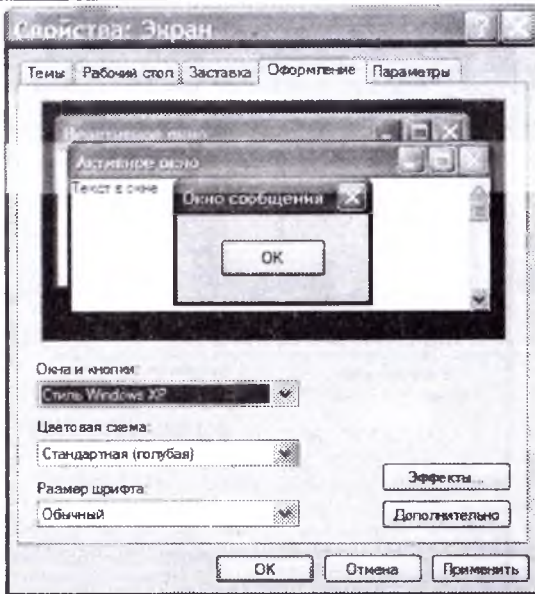 Свойства: Экран
Темы Рабочий стол Заставка Оформление Параметры
Неактивное окно
Активное окно
Текст в окне
Окно сообщения
OK
Окна и кнопки:
Стиль Windows XP
Цветовая схема:
Стандартная (голубая)
Размер шрифта:
Обычный
Эффекты...
Дополнительно
OK Отмена Применить